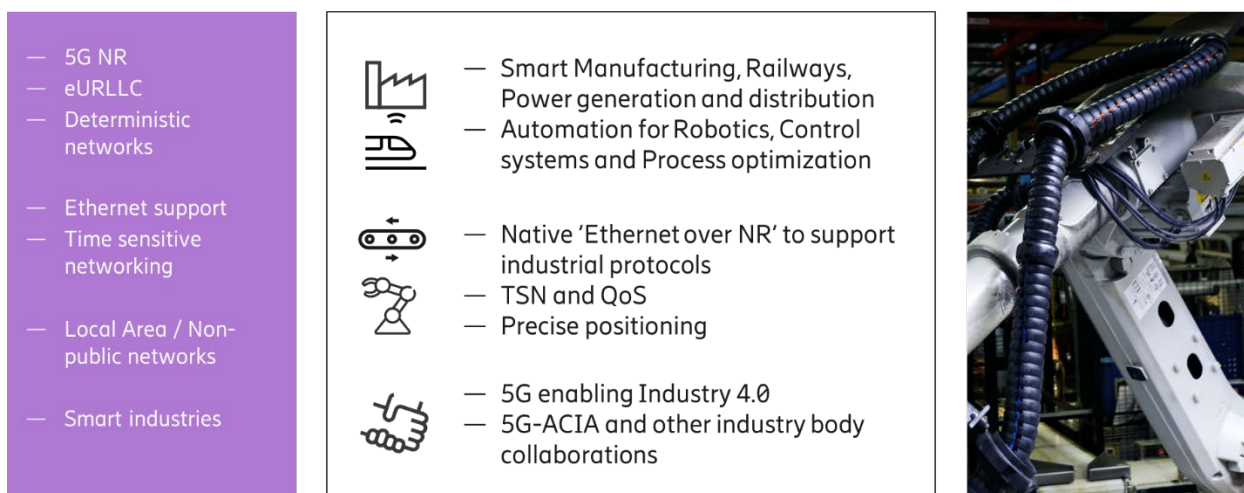 — 5G NR
— eURLLC
— Deterministic
networks
— Ethernet support
— Time sensitive
networking
— Local Area / Non-
public networks
— Smart industries
— Smart Manufacturing, Railways,
Power generation and distribution
— Automation for Robotics, Control
systems and Process optimization
— Native ‘Ethernet over NR‘ to support
industrial protocols
— TSN and QoS
— Precise positioning
— 5G enabling Industry 4.0
— 5G-ACIA and other industry body
collaborations